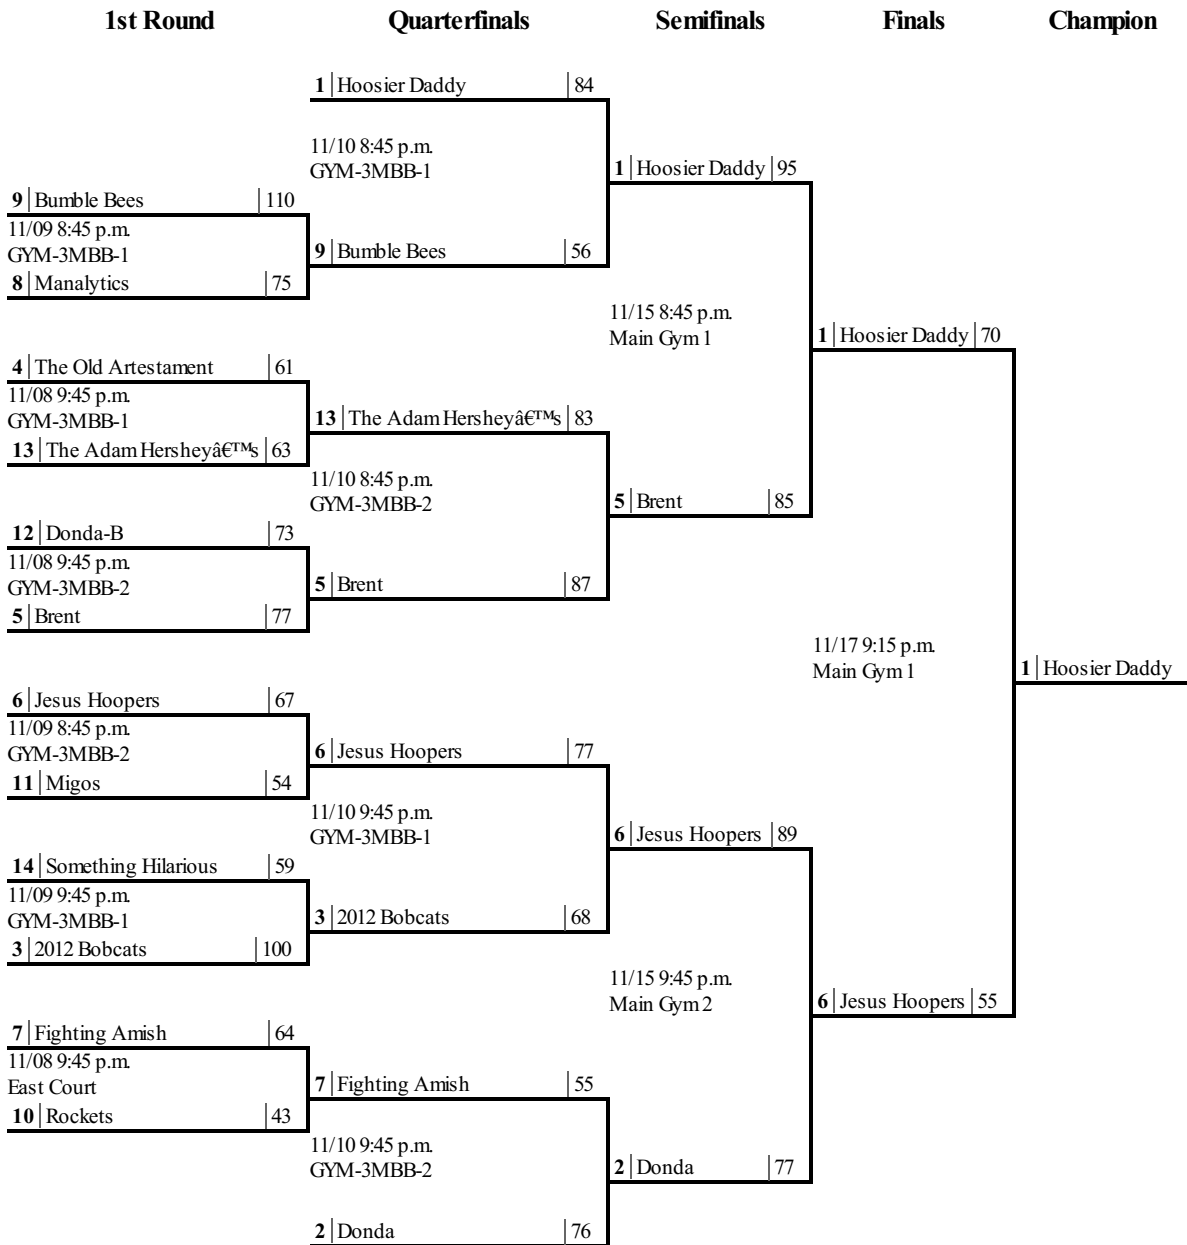 1st Round Quarterfinals Semifinals Finals Champion
1 Hoosier Daddy 84
11/10 8:45 p.m.
GYM-3MBB-1
1 Hoosier Daddy 95
9 Bumble Bees 110
11/09 8:45 p.m.
GYM-3MBB-1
9 Bumble Bees 56
8 Manalytics 75
11/15 8:45 p.m.
Main Gym 1
1 Hoosier Daddy 70
4 The Old Artestament 61
11/08 9:45 p.m.
GYM-3MBB-1
13 The Adam Hersheyâ€™s 83
13 The Adam Hersheyâ€™s 63
11/10 8:45 p.m.
GYM-3MBB-2
5 Brent 85
12 Donda-B 73
11/08 9:45 p.m.
GYM-3MBB-2
5 Brent 87
5 Brent 77
11/17 9:15 p.m.
Main Gym 1
1 Hoosier Daddy
6 Jesus Hoopers 67
11/09 8:45 p.m.
GYM-3MBB-2
6 Jesus Hoopers 77
11 Migos 54
11/10 9:45 p.m.
GYM-3MBB-1
6 Jesus Hoopers 89
14 Something Hilarious 59
11/09 9:45 p.m.
GYM-3MBB-1
3 2012 Bobcats 68
3 2012 Bobcats 100
11/15 9:45 p.m.
Main Gym 2
6 Jesus Hoopers 55
7 Fighting Amish 64
11/08 9:45 p.m.
East Court
7 Fighting Amish 55
10 Rockets 43
11/10 9:45 p.m.
GYM-3MBB-2
2 Donda 77
2 Donda 76